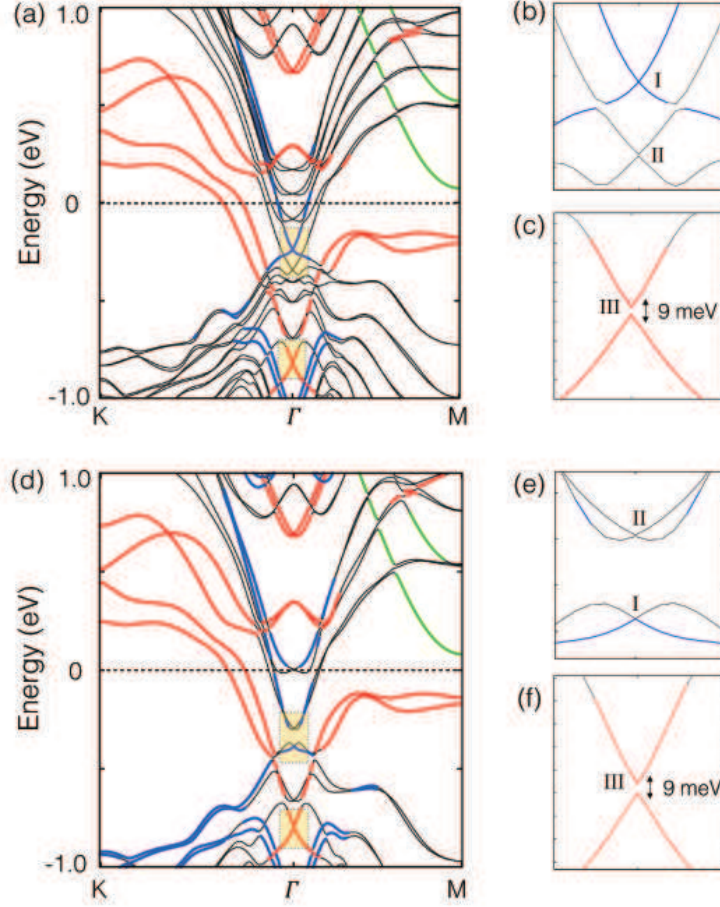 (a)
1.0
Energy (eV)
0
-1.0
K
Γ
M
(b)
I
II
(c)
III
9 meV
(d)
1.0
Energy (eV)
0
-1.0
K
Γ
M
(e)
II
I
(f)
III
9 meV